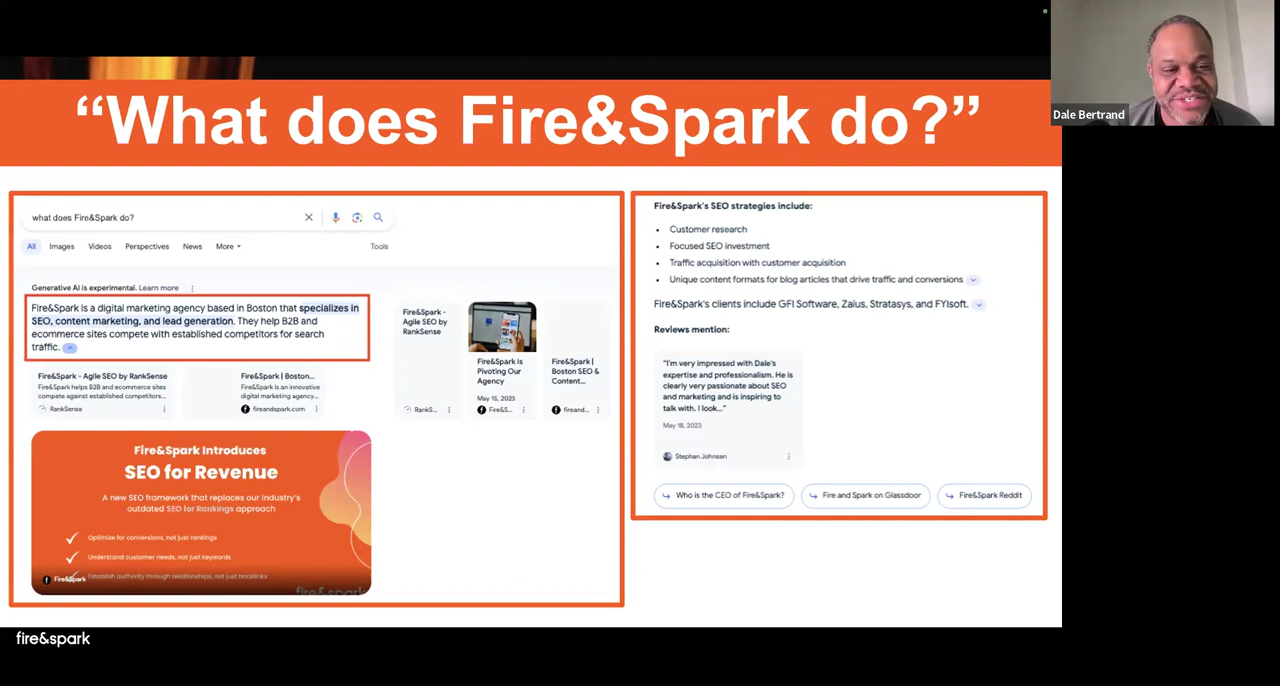 “What does Fire&Spark do?”
Dale Bertrand
what does Fire&Spark do?
All Images Videos Perspectives News More Tools
Generative AI is experimental. Learn more
Fire&Spark is a digital marketing agency based in Boston that specializes in
SEO, content marketing, and lead generation. They help B2B and
ecommerce sites compete with established competitors for search
traffic.
Fire&Spark - Agile SEO by RankSense
Fire&Spark helps B2B and ecommerce sites
compete against established competitors...
RankSense
Fire&Spark | Boston...
Fire&Spark is an innovative
digital marketing agency...
fireandspark.com
Fire&Spark -
Agile SEO by
RankSense
RankS...
Fire&Spark is
Pivoting Our
Agency
May 15, 2023
Fire&S...
Fire&Spark |
Boston SEO &
Content...
fireand...
Fire&Spark Introduces
SEO for Revenue
A new SEO framework that replaces our industry's
outdated SEO for Rankings approach
Optimize for conversions, not just rankings
Understand customer needs, not just keywords
Establish authority through relationships, not just backlinks
Fire&Spark
fire&spark
Fire&Spark's SEO strategies include:
• Customer research
• Focused SEO investment
• Traffic acquisition with customer acquisition
• Unique content formats for blog articles that drive traffic and conversions
Fire&Spark's clients include GFI Software, Zaius, Stratasys, and FYIsoft.
Reviews mention:
"I'm very impressed with Dale's
expertise and professionalism. He is
clearly very passionate about SEO
and marketing and is inspiring to
talk with. I look..."
May 18, 2023
Stephan Johnsen
Who is the CEO of Fire&Spark? Fire and Spark on Glassdoor Fire&Spark Reddit
fire&spark